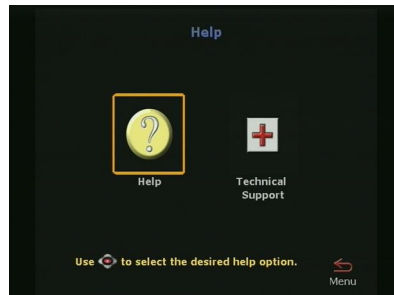 Help
?
Help
Technical
Support
Use to select the desired help option.
Menu